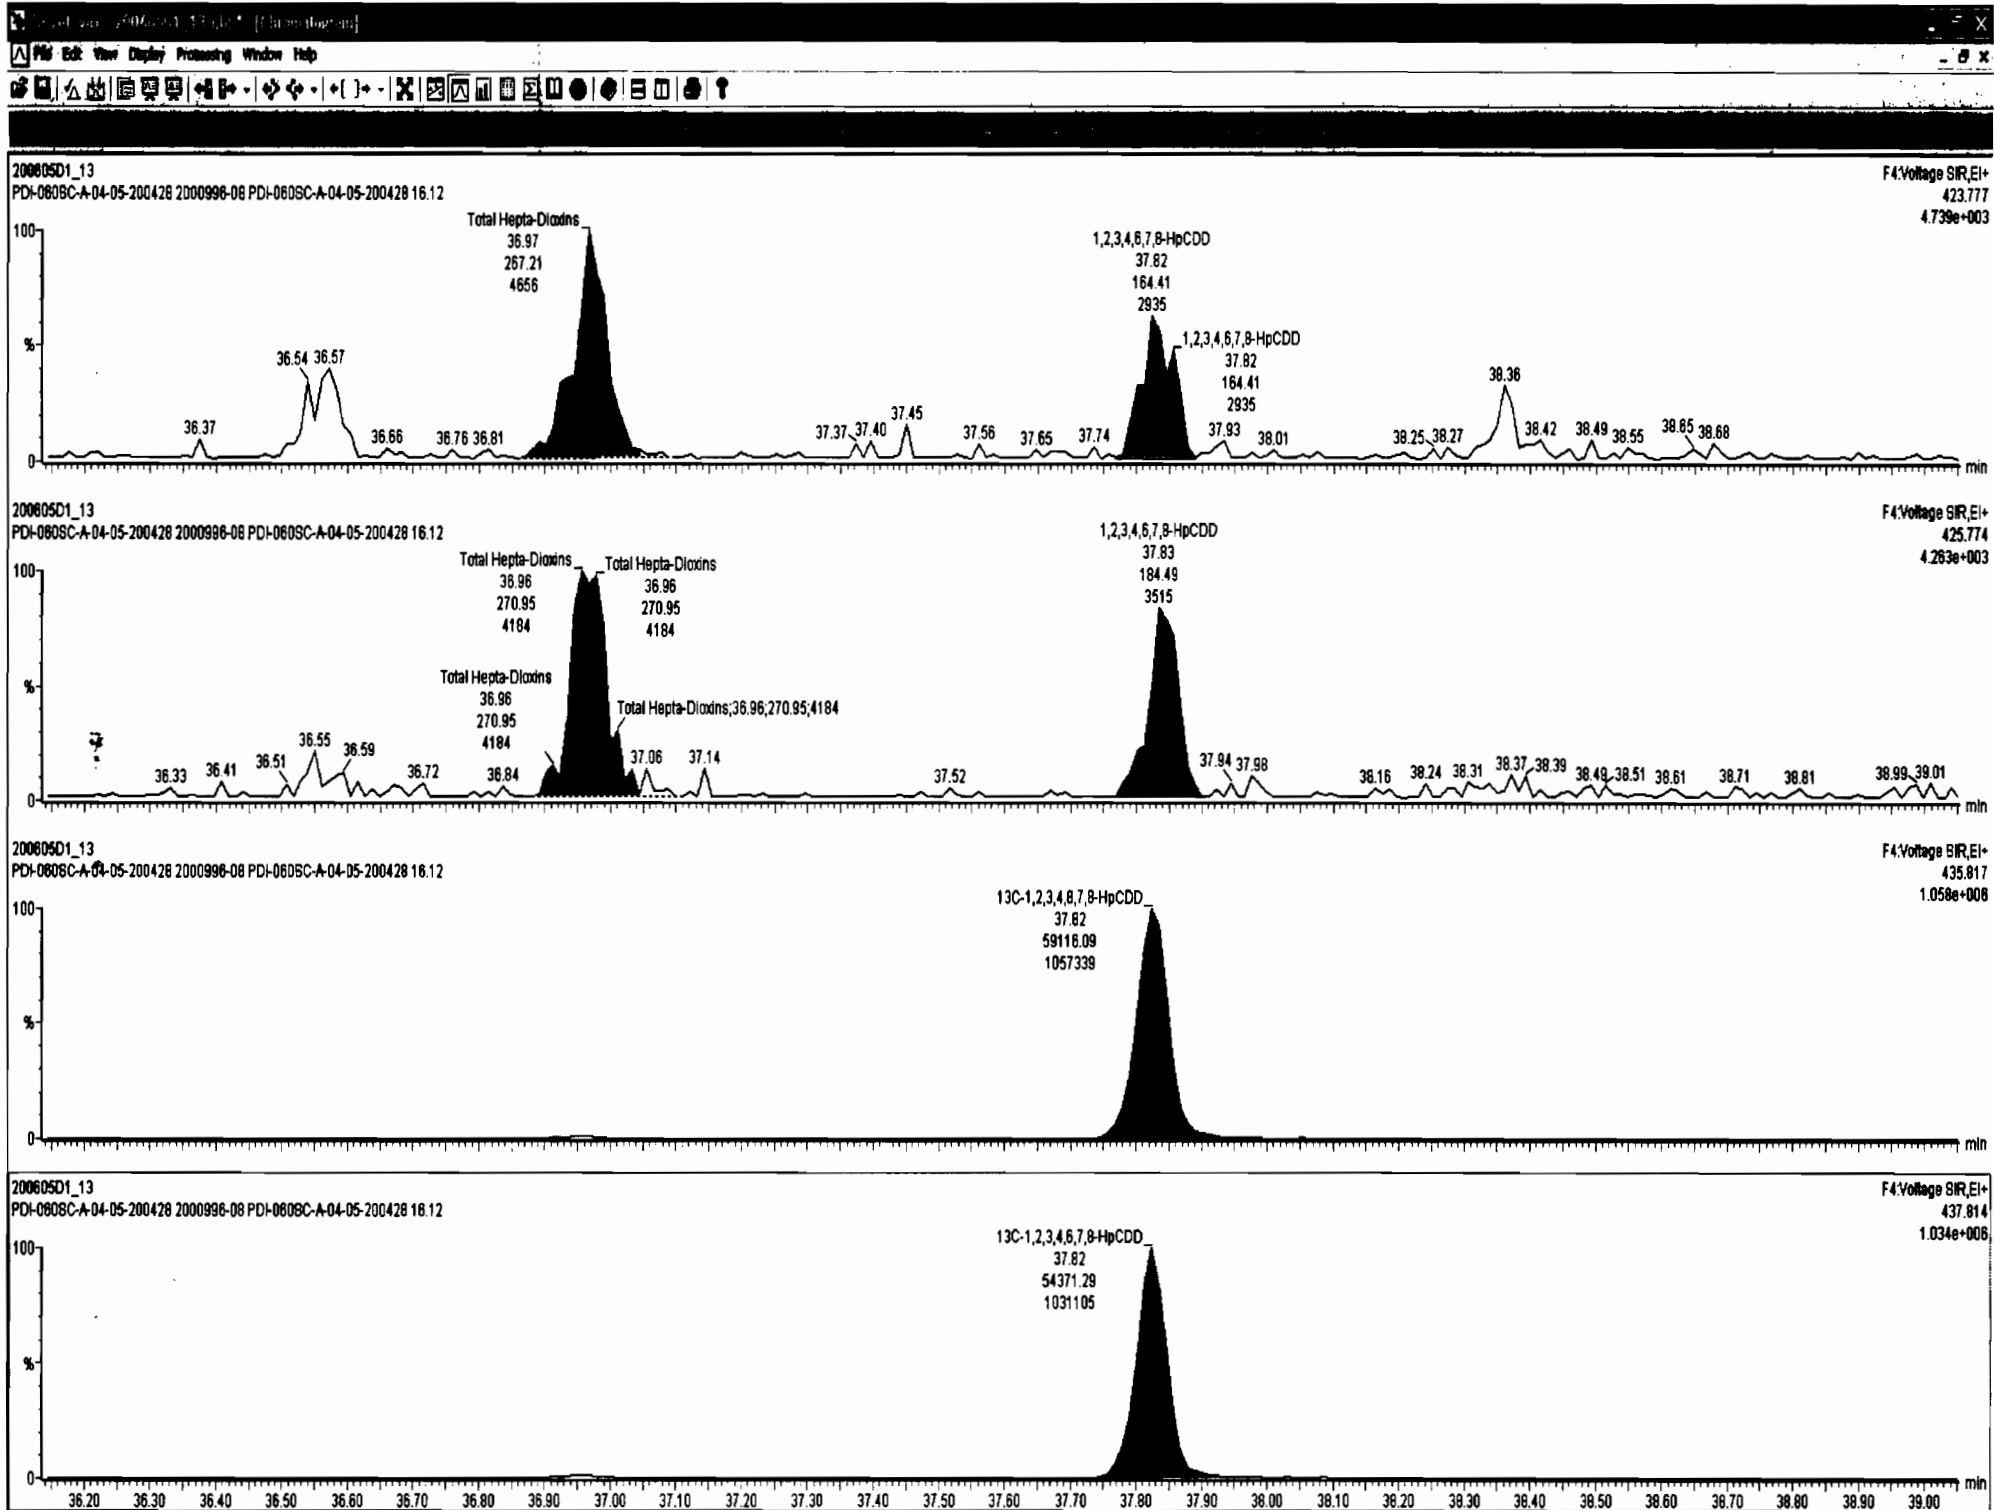 [Chromatogram]
File Edit View Display Processing Window Help
200605D1_13
PDI-060SC-A-04-05-200428 2000996-08 PDI-060SC-A-04-05-200428 16.12
F4:Voltage SIR,EI+
423.777
4.739e+003
Total Hepta-Dioxins
36.97
267.21
4656
1,2,3,4,6,7,8-HpCDD
37.82
164.41
2935
1,2,3,4,6,7,8-HpCDD
37.82
164.41
2935
100
%
0
36.37
36.54 36.57
36.66
36.76 36.81
37.37 37.40
37.45
37.56
37.65
37.74
37.93
38.01
38.25 38.27
38.36
38.42
38.49
38.55
38.65
38.68
min
200605D1_13
PDI-060SC-A-04-05-200428 2000996-08 PDI-060SC-A-04-05-200428 16.12
F4:Voltage SIR,EI+
425.774
4.263e+003
Total Hepta-Dioxins
36.96
270.95
4184
Total Hepta-Dioxins
36.96
270.95
4184
Total Hepta-Dioxins
36.96
270.95
4184
Total Hepta-Dioxins;36.96;270.95;4184
1,2,3,4,6,7,8-HpCDD
37.83
184.49
3515
100
%
0
36.33
36.41
36.51
36.55
36.59
36.72
36.84
37.06
37.14
37.52
37.94 37.98
38.16
38.24
38.31
38.37 38.39
38.49 38.51
38.61
38.71
38.81
38.99 39.01
min
200605D1_13
PDI-060SC-A-04-05-200428 2000996-08 PDI-060SC-A-04-05-200428 16.12
F4:Voltage SIR,EI+
435.817
1.058e+006
13C-1,2,3,4,6,7,8-HpCDD
37.82
59116.09
1057339
100
%
0
min
200605D1_13
PDI-060SC-A-04-05-200428 2000996-08 PDI-060SC-A-04-05-200428 16.12
F4:Voltage SIR,EI+
437.814
1.034e+006
13C-1,2,3,4,6,7,8-HpCDD
37.82
54371.29
1031105
100
%
0
min
36.20 36.30 36.40 36.50 36.60 36.70 36.80 36.90 37.00 37.10 37.20 37.30 37.40 37.50 37.60 37.70 37.80 37.90 38.00 38.10 38.20 38.30 38.40 38.50 38.60 38.70 38.80 38.90 39.00